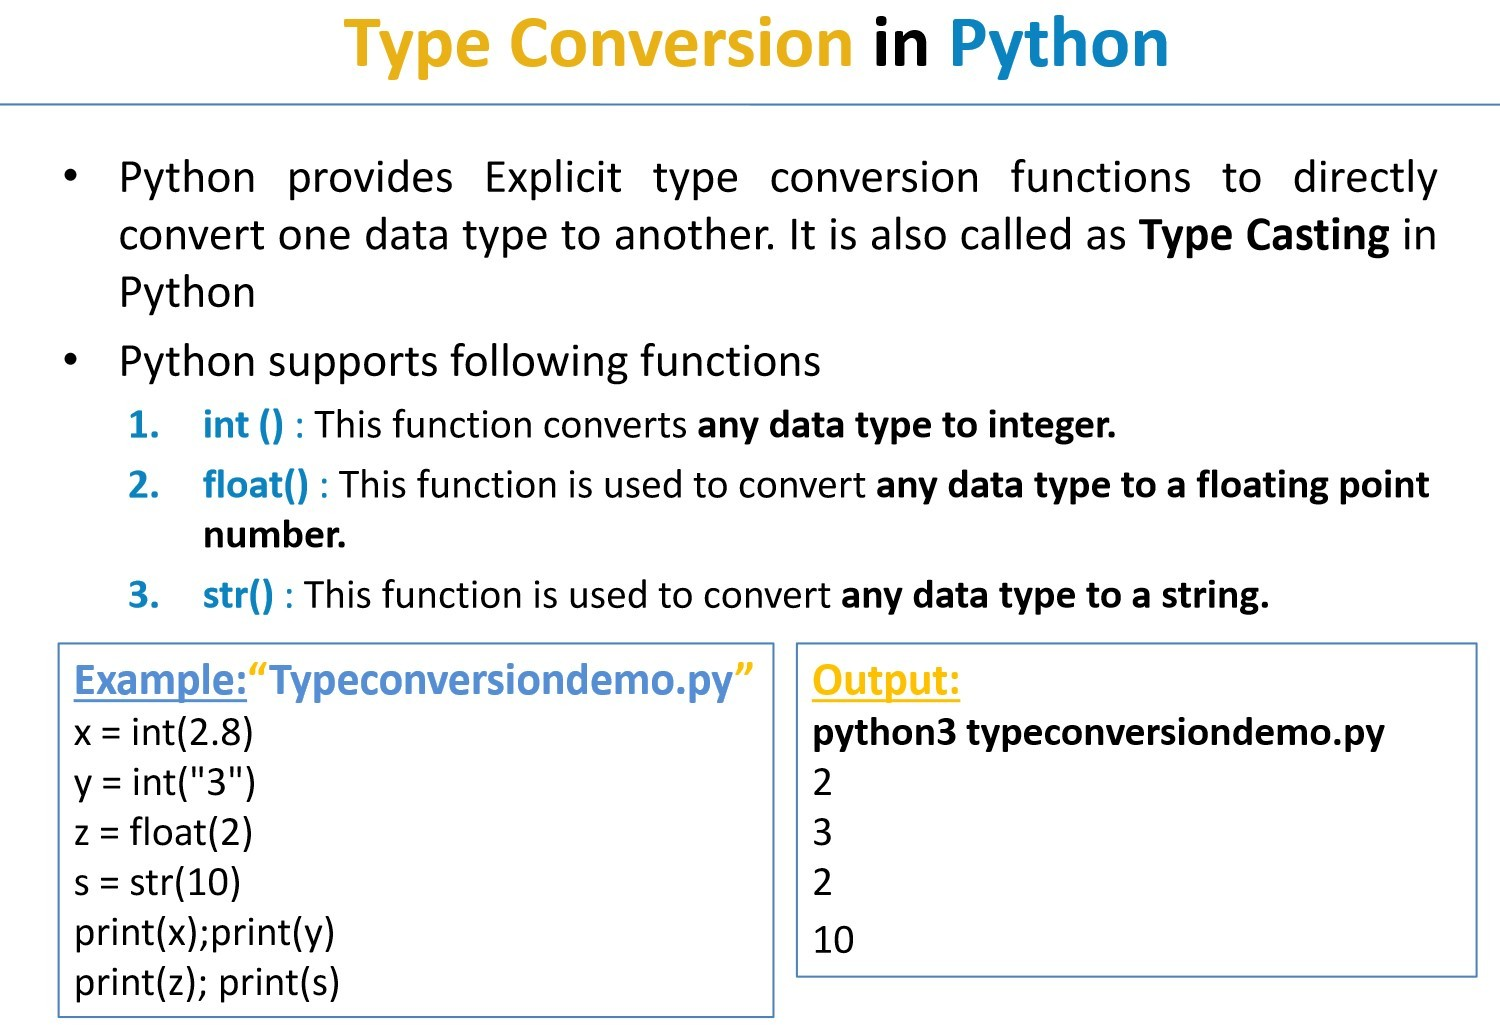 Type Conversion in Python
• Python provides Explicit type conversion functions to directly
convert one data type to another. It is also called as Type Casting in
Python
• Python supports following functions
1. int () : This function converts any data type to integer.
2. float() : This function is used to convert any data type to a floating point
number.
3. str() : This function is used to convert any data type to a string.
Example:“Typeconversiondemo.py”
x = int(2.8)
y = int("3")
z = float(2)
s = str(10)
print(x);print(y)
print(z); print(s)
Output:
python3 typeconversiondemo.py
2
3
2
10